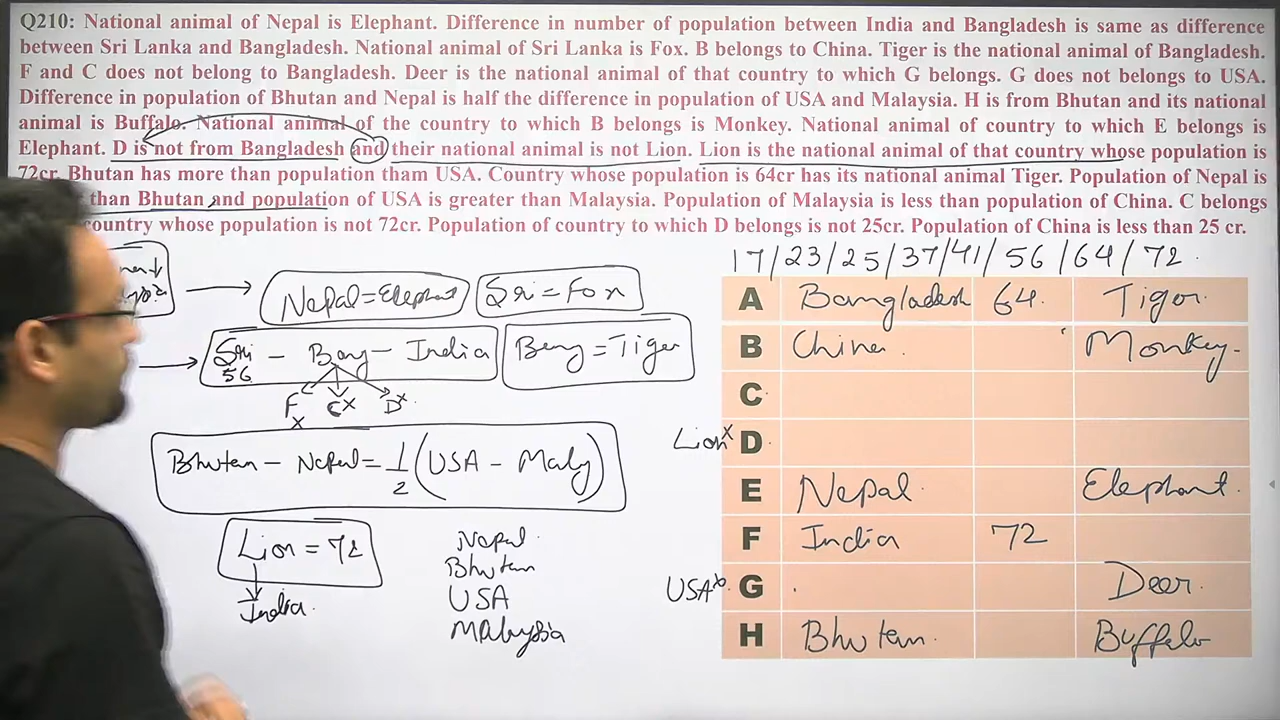 Q210: National animal of Nepal is Elephant. Difference in number of population between India and Bangladesh is same as difference
between Sri Lanka and Bangladesh. National animal of Sri Lanka is Fox. B belongs to China. Tiger is the national animal of Bangladesh.
F and C does not belong to Bangladesh. Deer is the national animal of that country to which G belongs. G does not belongs to USA.
Difference in population of Bhutan and Nepal is half the difference in population of USA and Malaysia. H is from Bhutan and its national
animal is Buffalo. National animal of the country to which B belongs is Monkey. National animal of country to which E belongs is
Elephant. D is not from Bangladesh and their national animal is not Lion. Lion is the national animal of that country whose population is
72cr. Bhutan has more than population tham USA. Country whose population is 64cr has its national animal Tiger. Population of Nepal is
than Bhutan and population of USA is greater than Malaysia. Population of Malaysia is less than population of China. C belongs
country whose population is not 72cr. Population of country to which D belongs is not 25cr. Population of China is less than 25 cr.
17/23/25/37/41/56/64/72.
Nepal=Elephant Sri = Fox
Sri - Bang - India Beng = Tiger
56
F C x D x
x
Bhutan - Nepal = 1/2 (USA - Maly)
Lion = 72
India.
Nepal.
Bhutan
USA
Malaysia
A Bangladesh 64. Tiger.
B China. Monkey.
C
Lion x D
E Nepal. Elephant.
F India 72
USA x G Deer.
H Bhutan. Buffalo